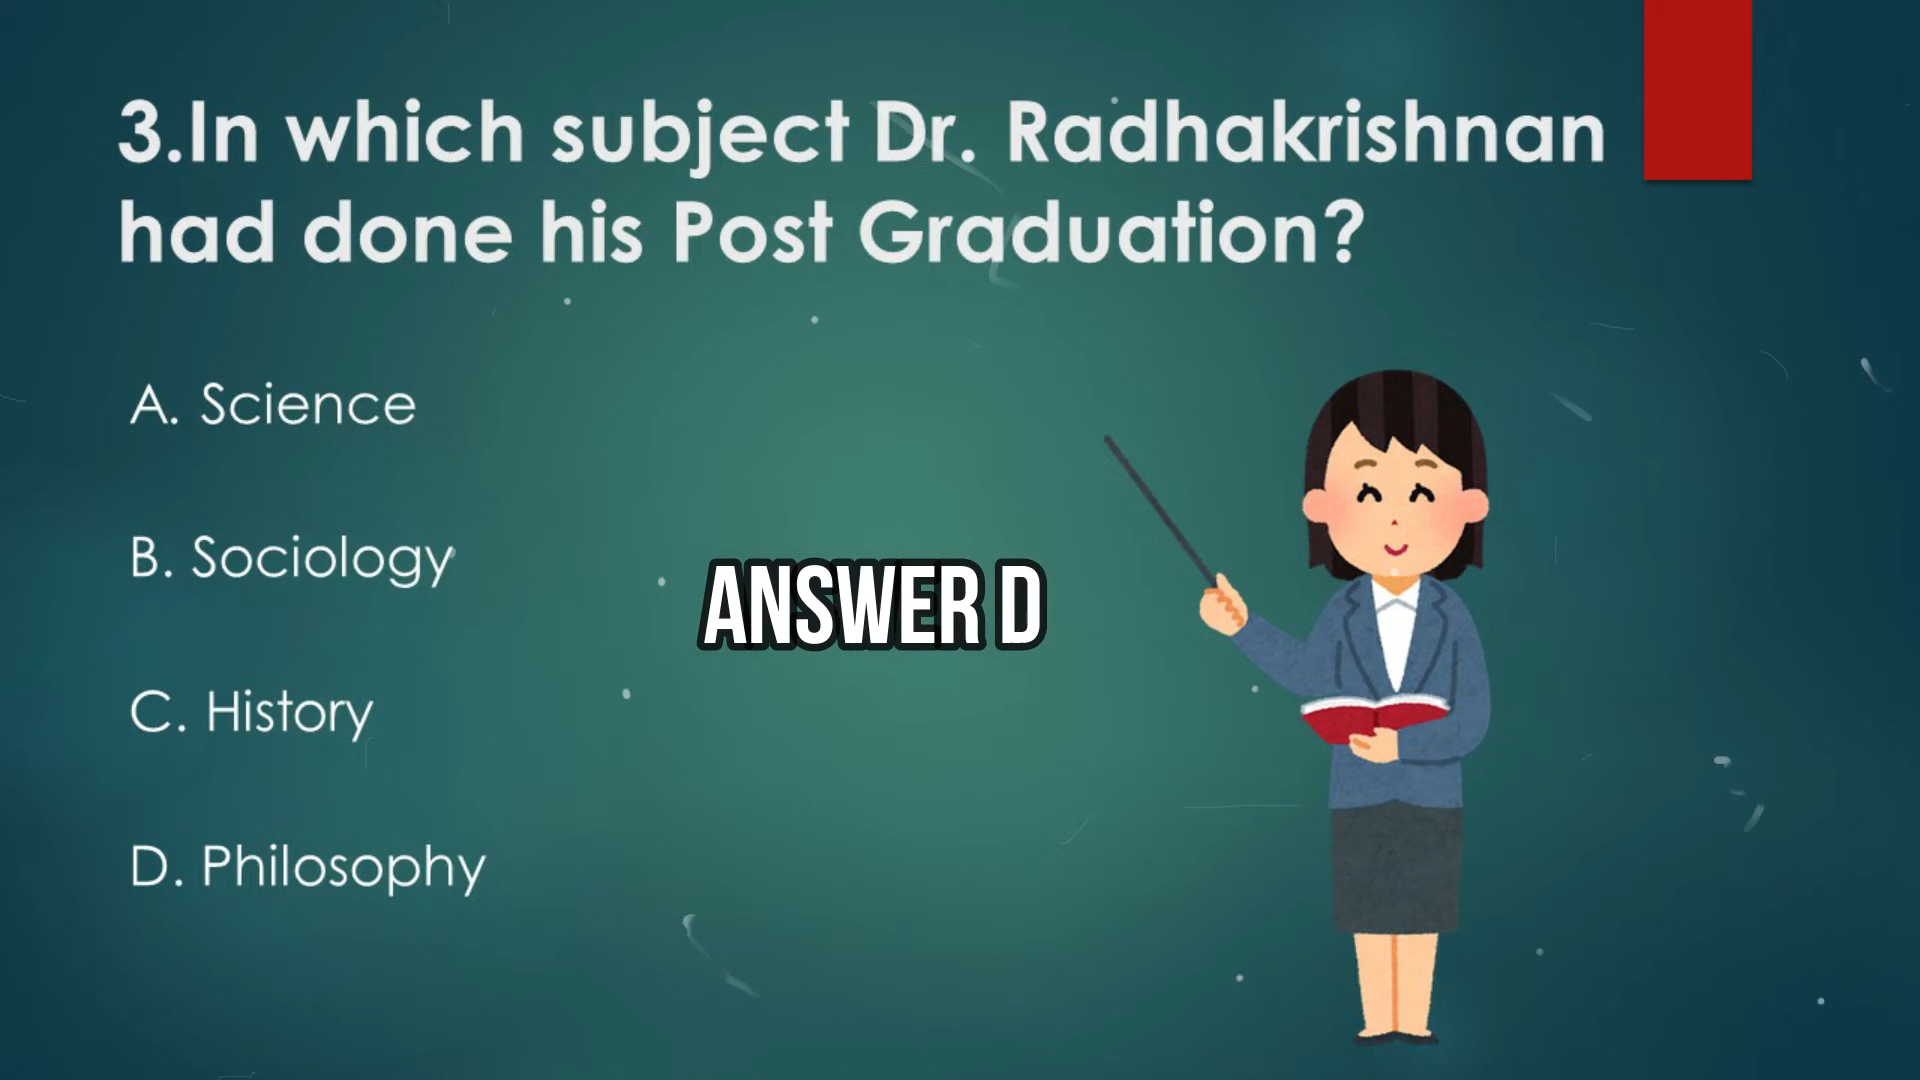 3.In which subject Dr. Radhakrishnan
had done his Post Graduation?
A. Science
B. Sociology
ANSWER D
C. History
D. Philosophy